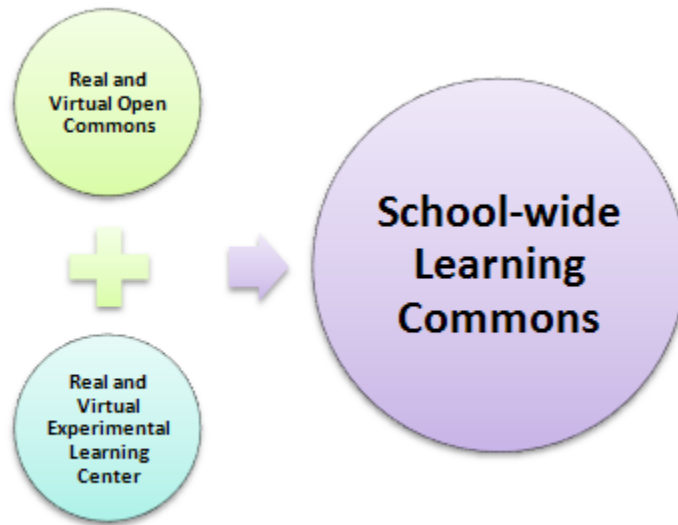 Real and
Virtual Open
Commons
School-wide
Learning
Commons
Real and
Virtual
Experimental
Learning
Center